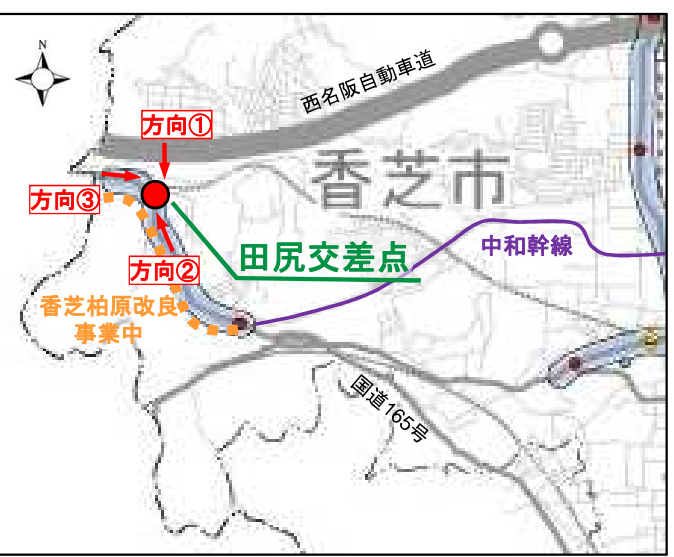 N
西名阪自動車道
方向①
香芝市
方向③
田尻交差点
中和幹線
方向②
香芝柏原改良
事業中
国道165号